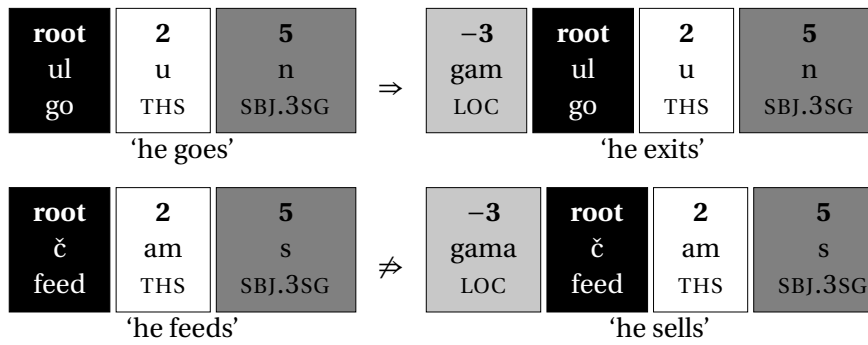 root 2 5 −3 root 2 5
ul u n ⇒ gam ul u n
go THS SBJ.3SG LOC go THS SBJ.3SG
'he goes' 'he exits'
root 2 5 −3 root 2 5
č am s ⇏ gama č am s
feed THS SBJ.3SG LOC feed THS SBJ.3SG
'he feeds' 'he sells'